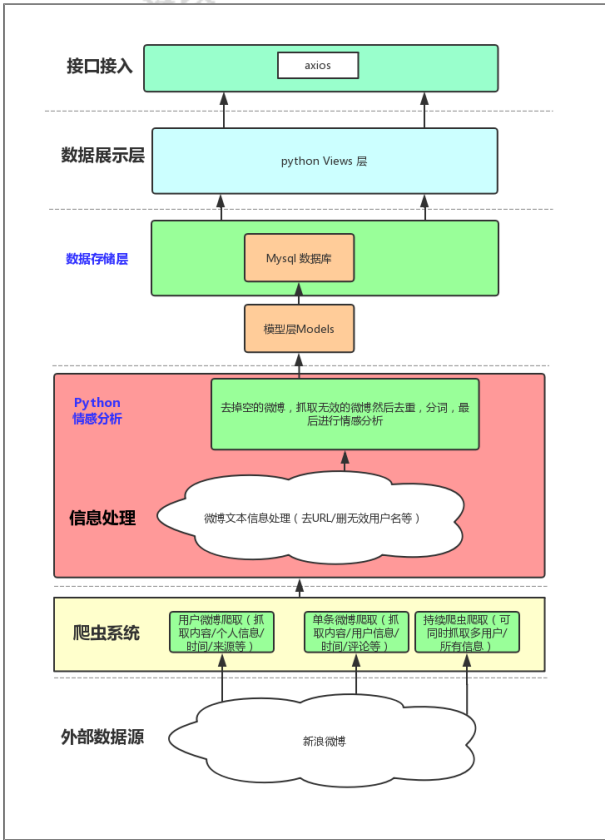 接口接入
axios
数据展示层
python Views 层
数据存储层
Mysql 数据库
模型层Models
Python
情感分析
去掉空的微博，抓取无效的微博然后去重，分词，最
后进行情感分析
信息处理
微博文本信息处理（去URL/删无效用户名等）
爬虫系统
用户微博爬取（抓
取内容/个人信息/
时间/来源等）
单条微博爬取（抓
取内容/用户信息/
时间/评论等）
持续爬虫爬取（可
同时抓取多用户/
所有信息）
外部数据源
新浪微博